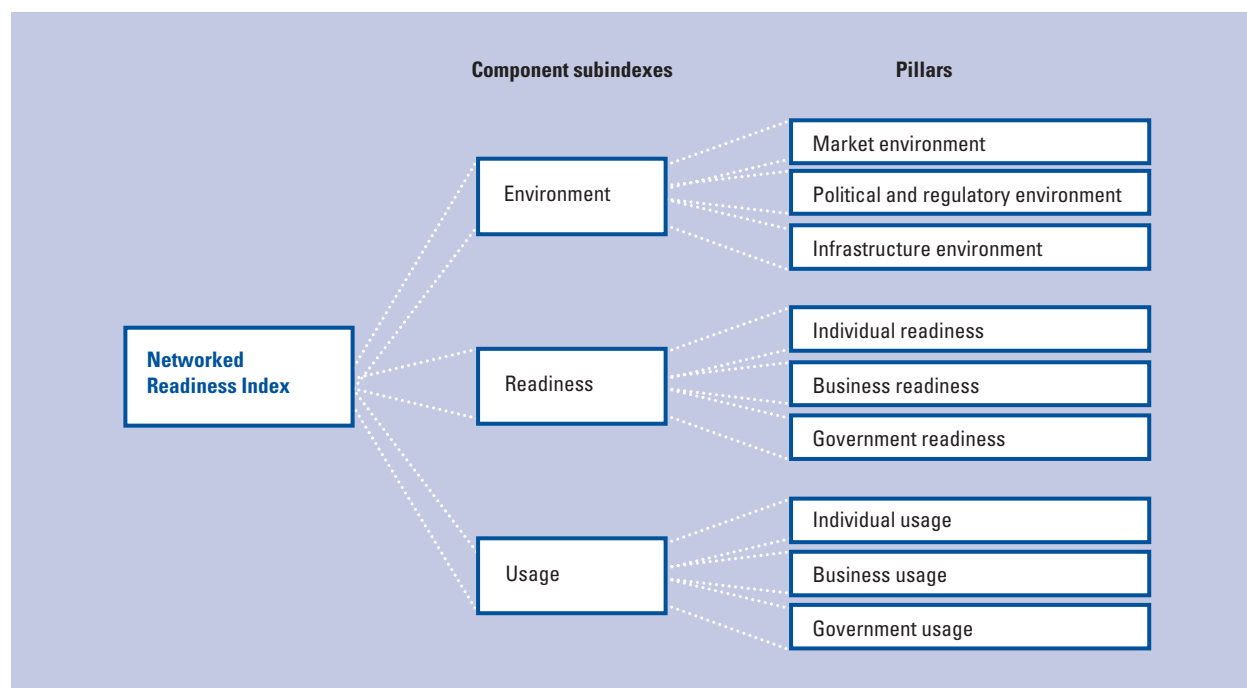 Component subindexes
Pillars
Networked
Readiness Index
Environment
Market environment
Political and regulatory environment
Infrastructure environment
Readiness
Individual readiness
Business readiness
Government readiness
Usage
Individual usage
Business usage
Government usage